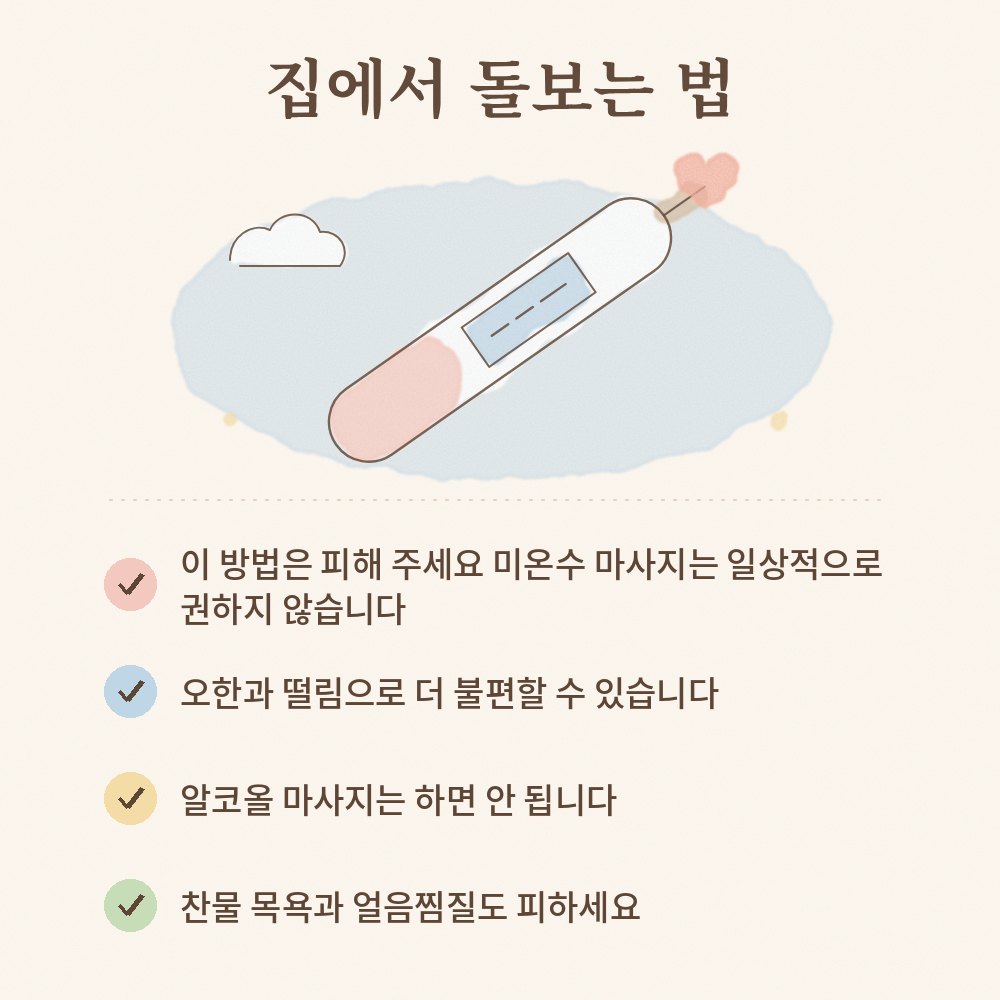 집에서 돌보는 법
이 방법은 피해 주세요 미온수 마사지는 일상적으로
권하지 않습니다
오한과 떨림으로 더 불편할 수 있습니다
알코올 마사지는 하면 안 됩니다
찬물 목욕과 얼음찜질도 피하세요